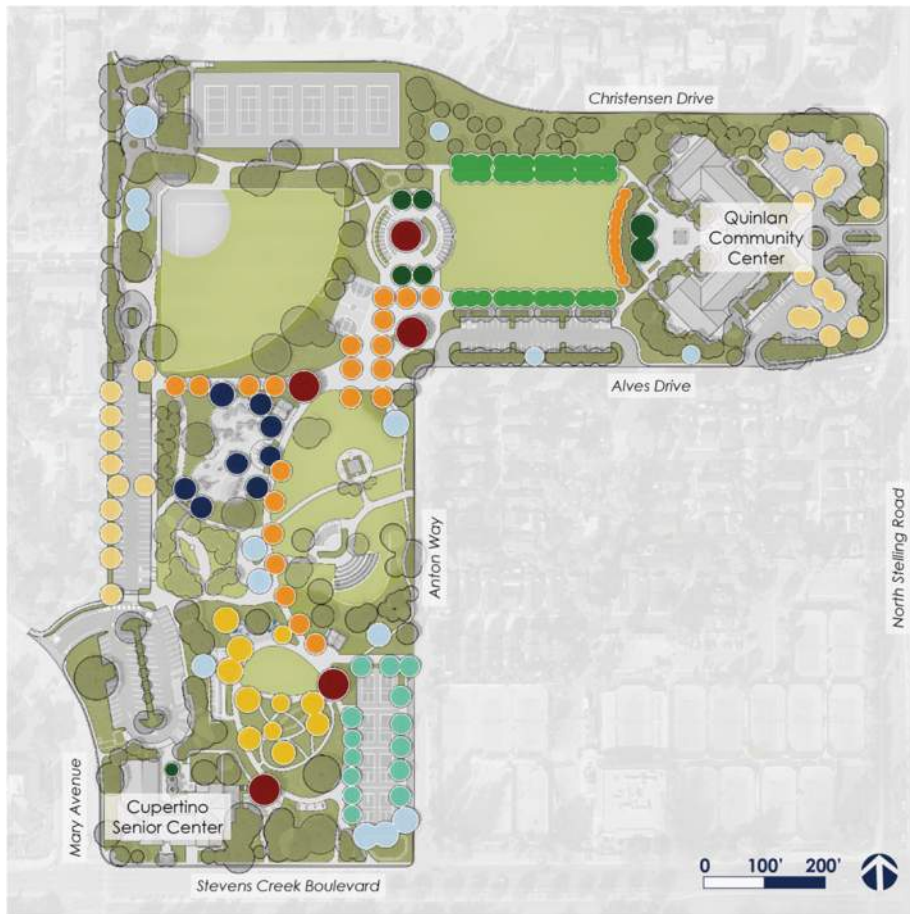 Christensen Drive
Quinlan
Community
Center
Alves Drive
Anton Way
North Stelling Road
Mary Avenue
Cupertino
Senior Center
Stevens Creek Boulevard
0 100' 200'